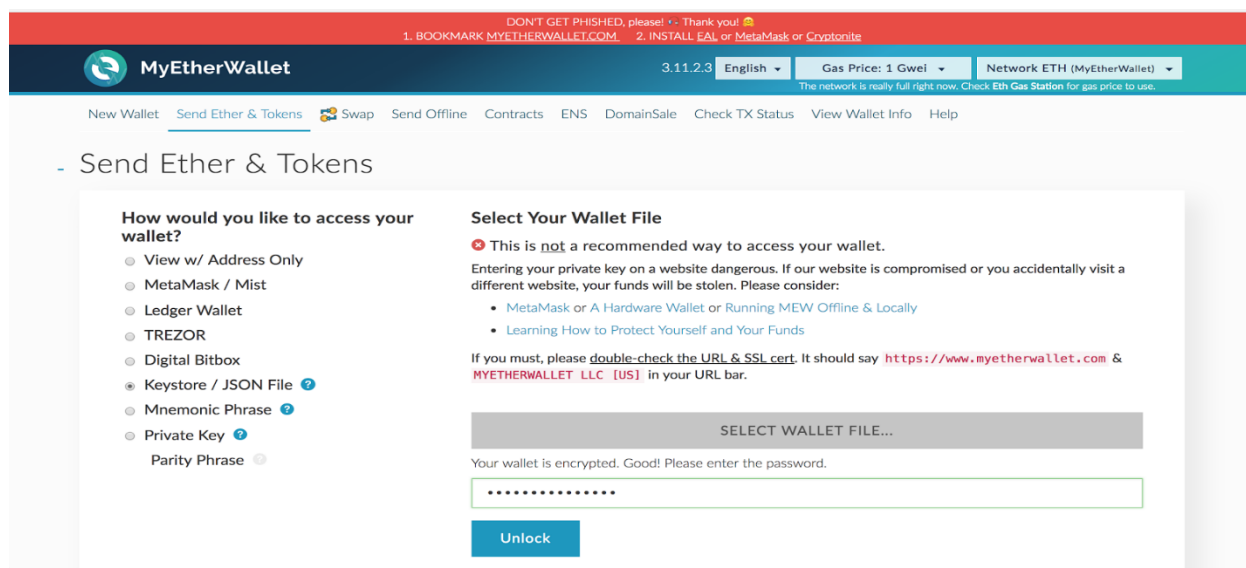 DON'T GET PHISHED, please! Thank you!
1. BOOKMARK MYETHERWALLET.COM 2. INSTALL EAL or MetaMask or Cryptonite
MyEtherWallet
3.11.2.3 English Gas Price: 1 Gwei Network ETH (MyEtherWallet)
The network is really full right now. Check Eth Gas Station for gas price to use.
New Wallet Send Ether & Tokens Swap Send Offline Contracts ENS DomainSale Check TX Status View Wallet Info Help
- Send Ether & Tokens
How would you like to access your
wallet?
View w/ Address Only
MetaMask / Mist
Ledger Wallet
TREZOR
Digital Bitbox
Keystore / JSON File ?
Mnemonic Phrase ?
Private Key ?
Parity Phrase ?
Select Your Wallet File
This is not a recommended way to access your wallet.
Entering your private key on a website dangerous. If our website is compromised or you accidentally visit a
different website, your funds will be stolen. Please consider:
• MetaMask or A Hardware Wallet or Running MEW Offline & Locally
• Learning How to Protect Yourself and Your Funds
If you must, please double-check the URL & SSL cert. It should say https://www.myetherwallet.com &
MYETHERWALLET LLC [US] in your URL bar.
SELECT WALLET FILE...
Your wallet is encrypted. Good! Please enter the password.
•••••••••••••••
Unlock